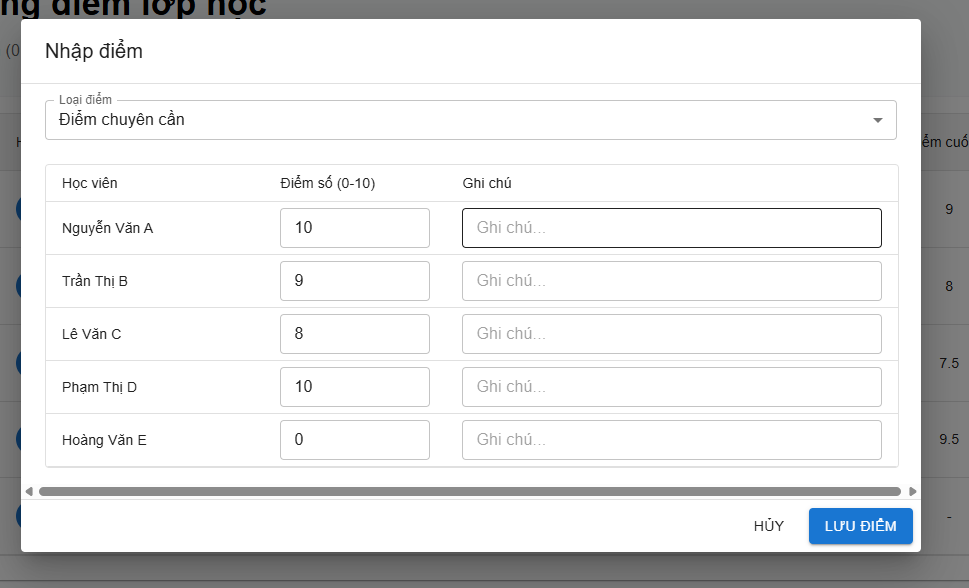 ng điểm lớp học
(0
Nhập điểm
Loại điểm
Điểm chuyên cần
ểm cuố
Học viên Điểm số (0-10) Ghi chú
Nguyễn Văn A 10 Ghi chú... 9
Trần Thị B 9 Ghi chú... 8
Lê Văn C 8 Ghi chú... 7.5
Phạm Thị D 10 Ghi chú... 9.5
Hoàng Văn E 0 Ghi chú... -
HỦY LƯU ĐIỂM